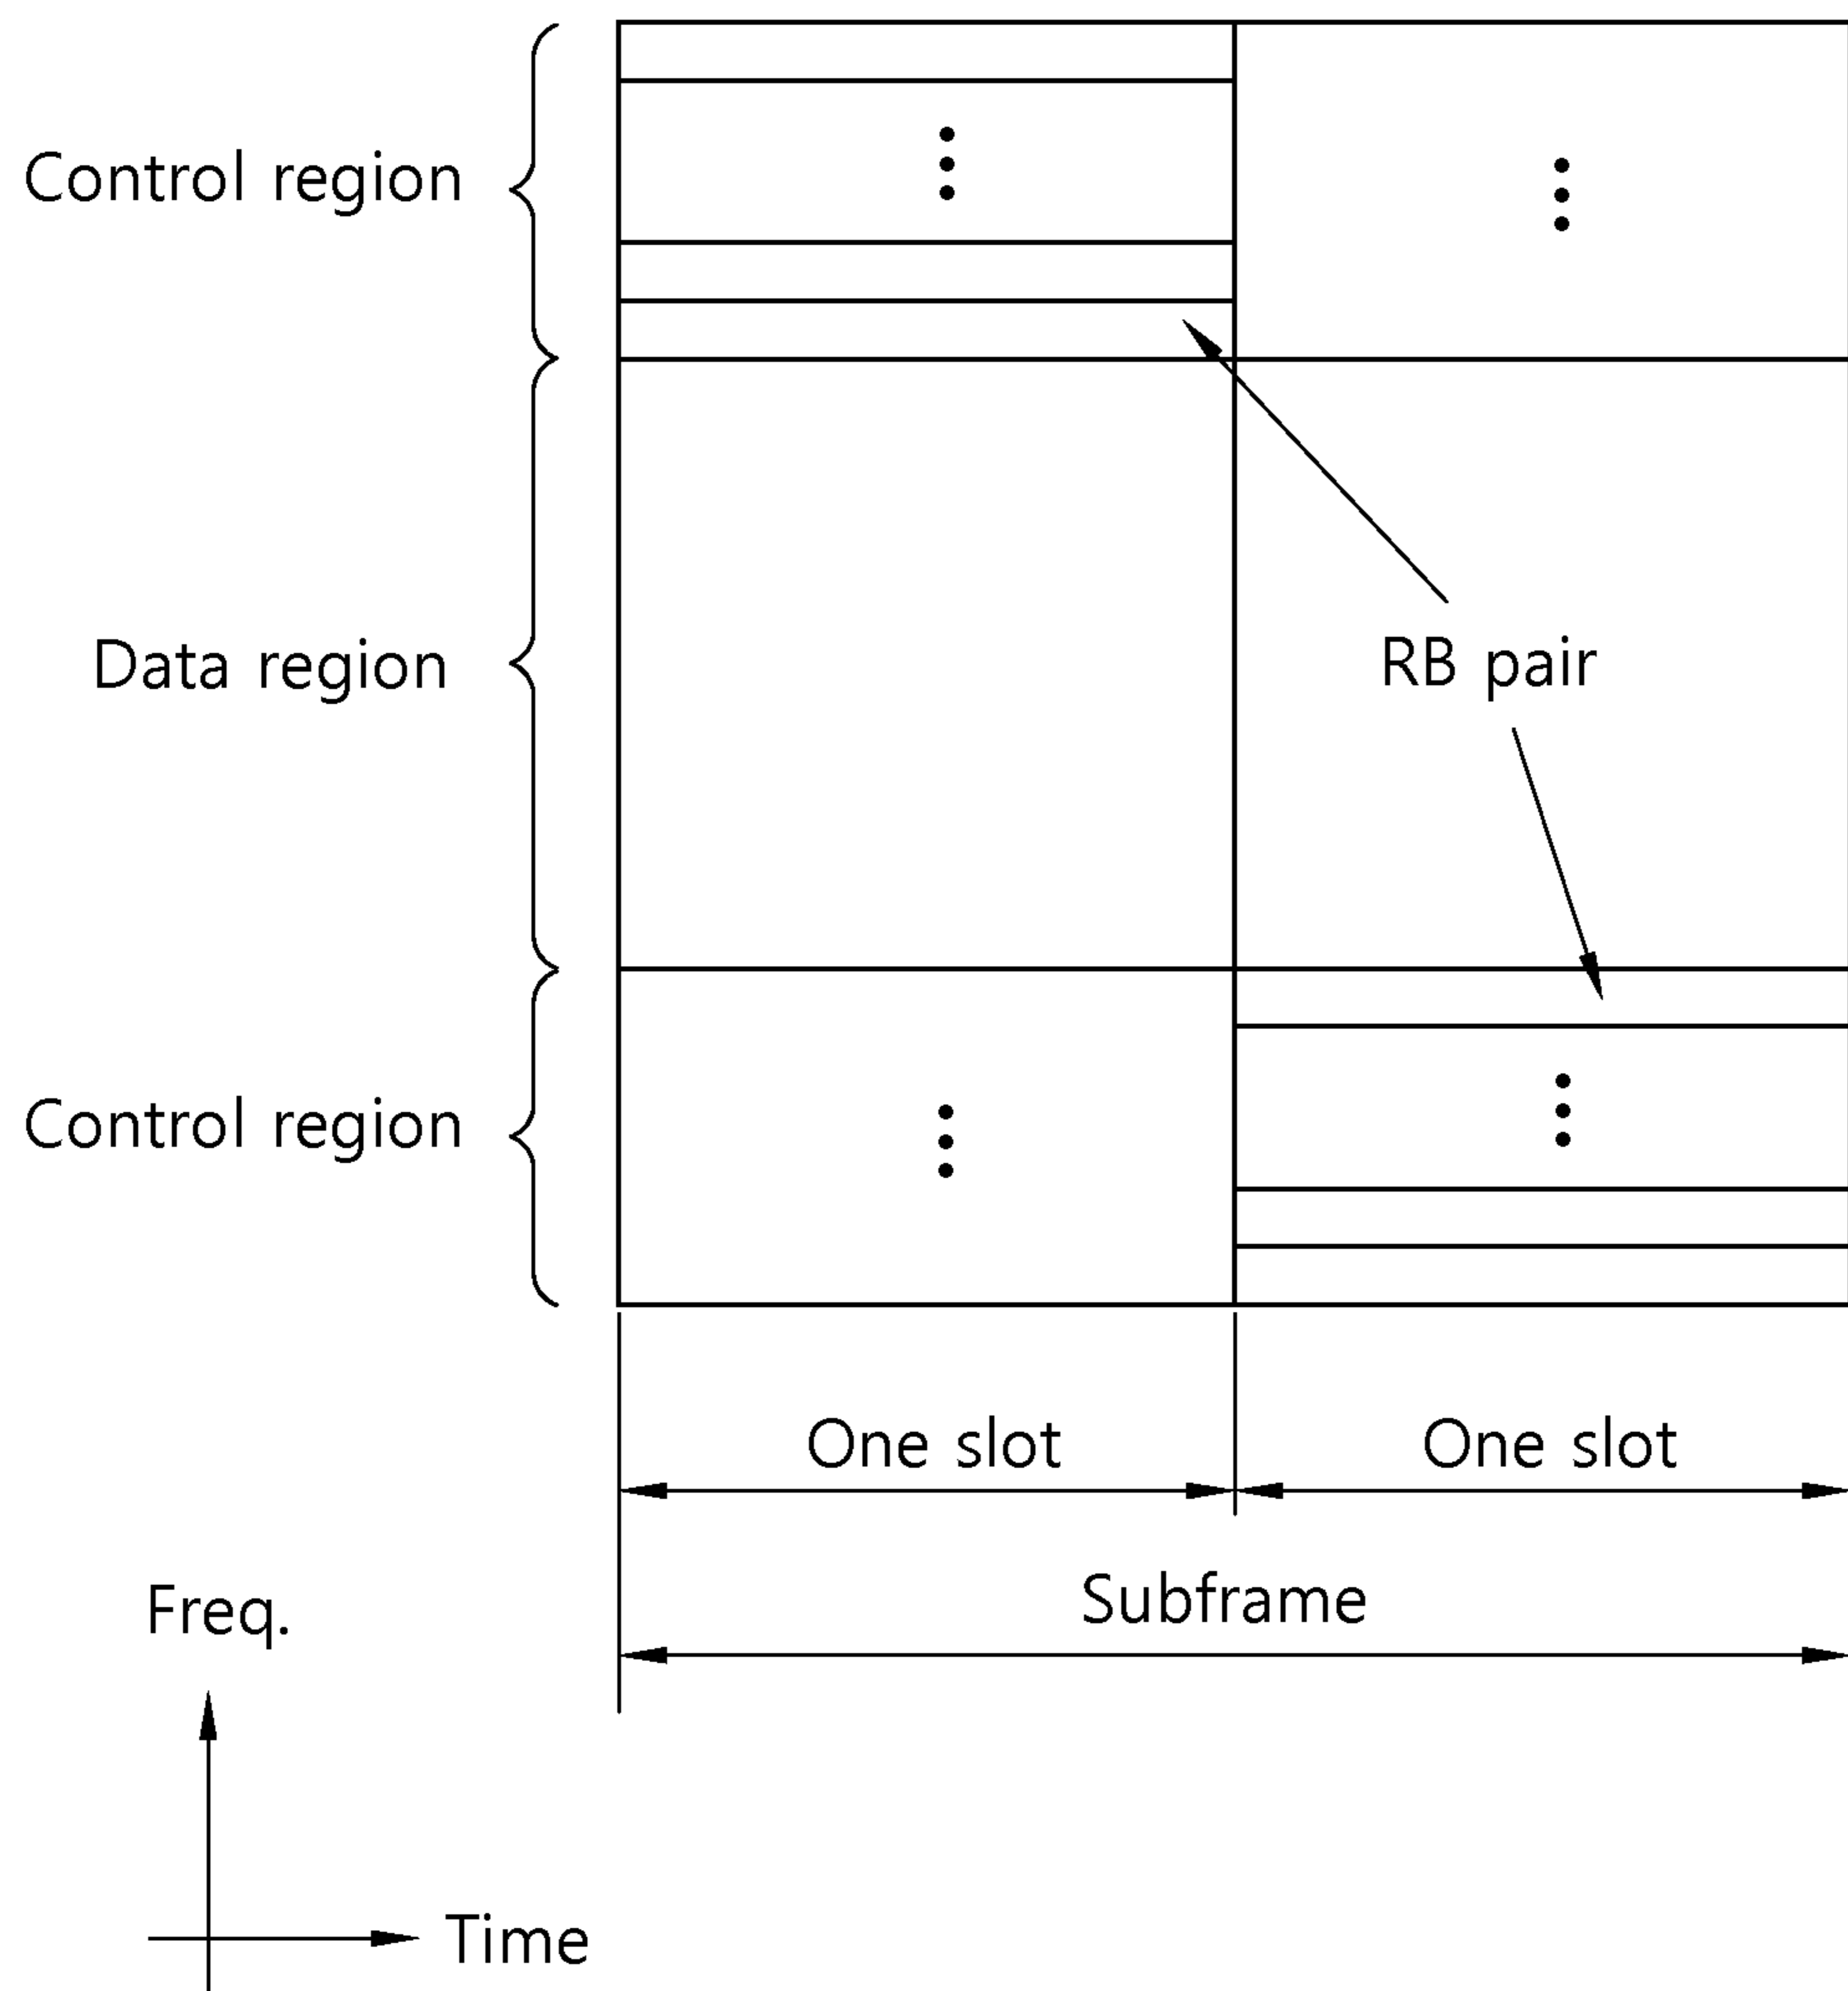 Control region
Data region
RB pair
Control region
One slot
One slot
Subframe
Freq.
Time